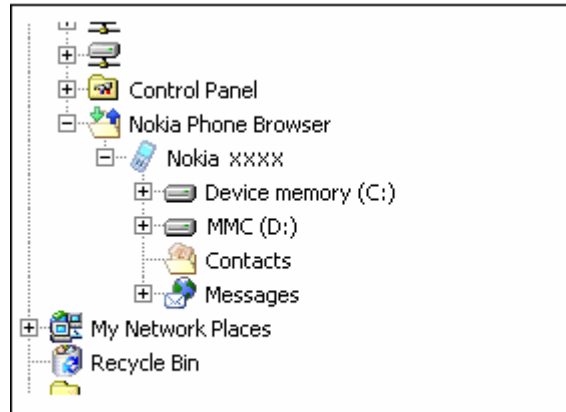 Control Panel
Nokia Phone Browser
Nokia xxxx
Device memory (C:)
MMC (D:)
Contacts
Messages
My Network Places
Recycle Bin